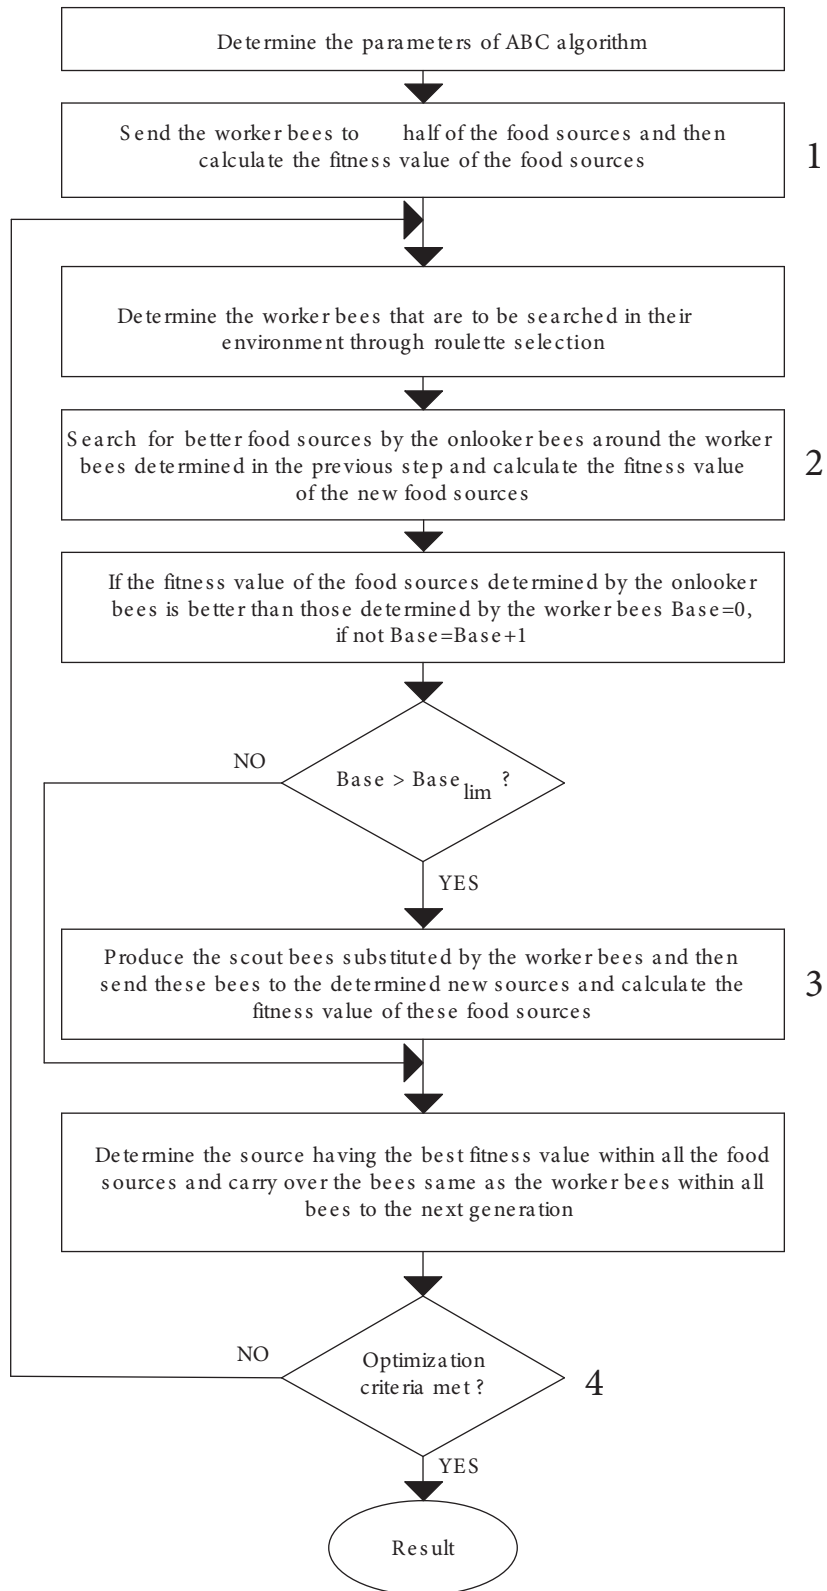 Determine the parameters of ABC algorithm
Send the worker bees to half of the food sources and then
calculate the fitness value of the food sources
1
Determine the worker bees that are to be searched in their
environment through roulette selection
Search for better food sources by the onlooker bees around the worker
bees determined in the previous step and calculate the fitness value
of the new food sources
2
If the fitness value of the food sources determined by the onlooker
bees is better than those determined by the worker bees Base=0,
if not Base=Base+1
NO
Base > Base lim ?
YES
Produce the scout bees substituted by the worker bees and then
send these bees to the determined new sources and calculate the
fitness value of these food sources
3
Determine the source having the best fitness value within all the food
sources and carry over the bees same as the worker bees within all
bees to the next generation
NO
Optimization
criteria met ?
4
YES
Result